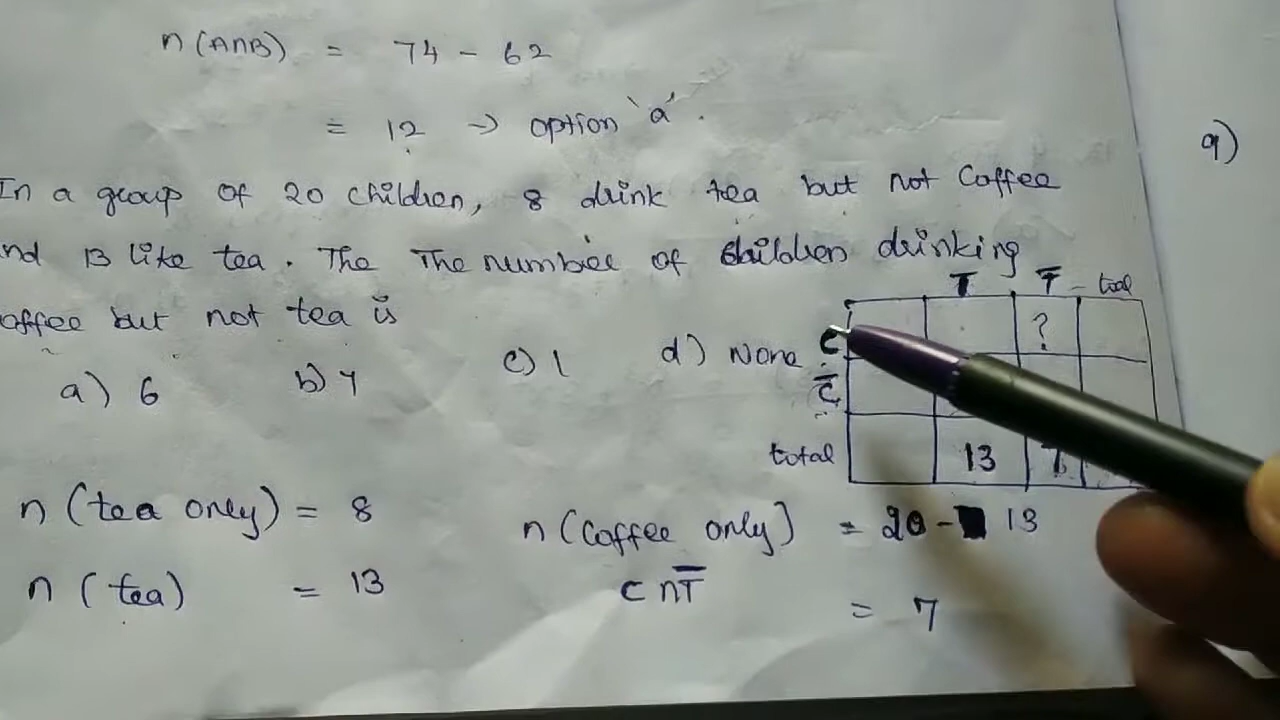 n (A∩B) = 74 - 62
= 12 → option 'a'.
9)
In a group of 20 children, 8 drink tea but not Coffee
nd 13 like tea. The The number of children drinking
offee but not tea is
a) 6 b) 7 c) 1 d) None
T T̅ total
C ?
C̅
total 13 7
n (tea only) = 8
n (tea) = 13
n (Coffee only) = 20 - 13
C ∩ T̅ = 7